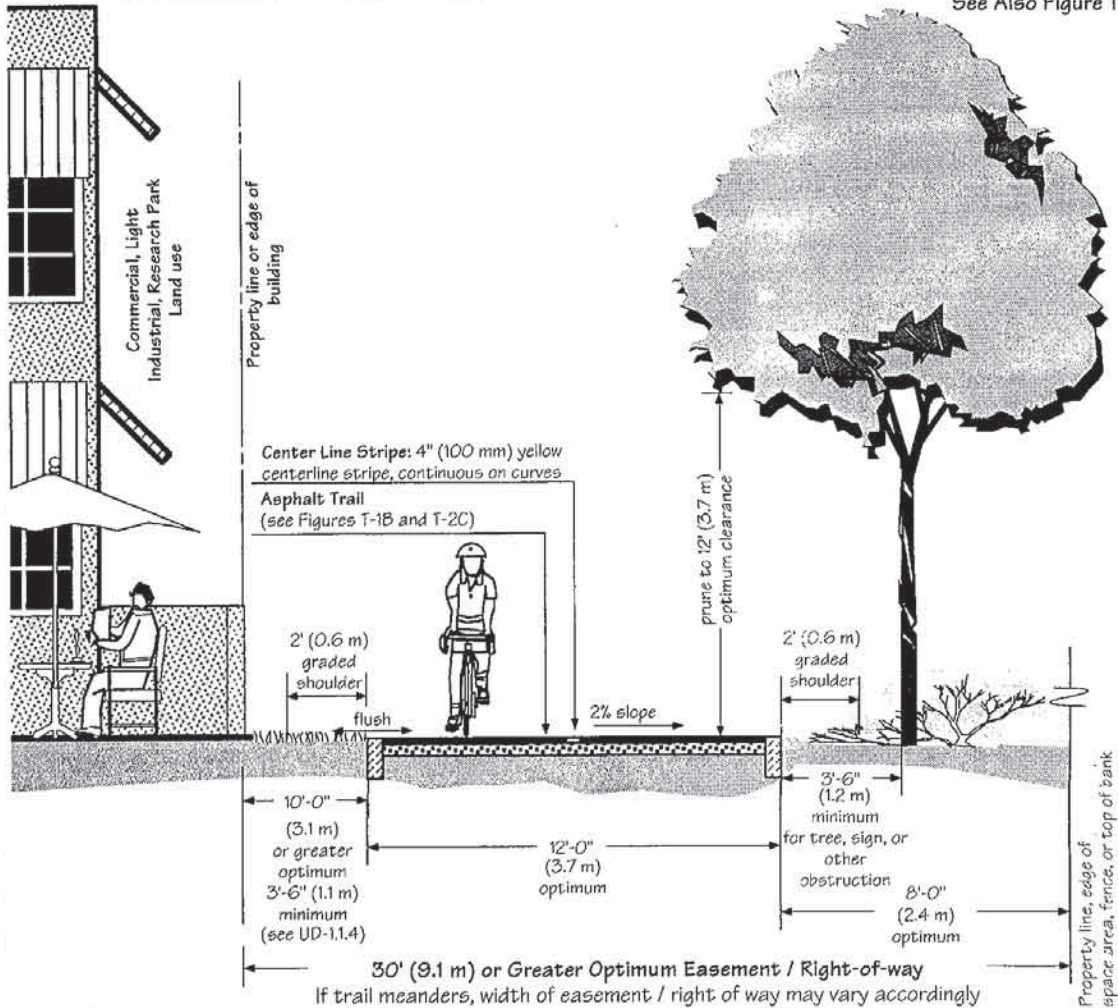 See Also Figure T
Commercial, Light
Industrial, Research Park
Land use
Property line or edge of
building
Center Line Stripe: 4" (100 mm) yellow
centerline stripe, continuous on curves
Asphalt Trail
(see Figures T-1B and T-2C)
prune to 12' (3.7 m)
optimum clearance
2' (0.6 m)
graded
shoulder
2' (0.6 m)
graded
shoulder
flush
2% slope
10'-0"
(3.1 m)
or greater
optimum
3'-6" (1.1 m)
minimum
(see UD-1.1.4)
12'-0"
(3.7 m)
optimum
3'-6"
(1.2 m)
minimum
for tree, sign, or
other
obstruction
8'-0"
(2.4 m)
optimum
Property line, edge of
space area, fence, or top of bank
30' (9.1 m) or Greater Optimum Easement / Right-of-way
If trail meanders, width of easement / right of way may vary accordingly